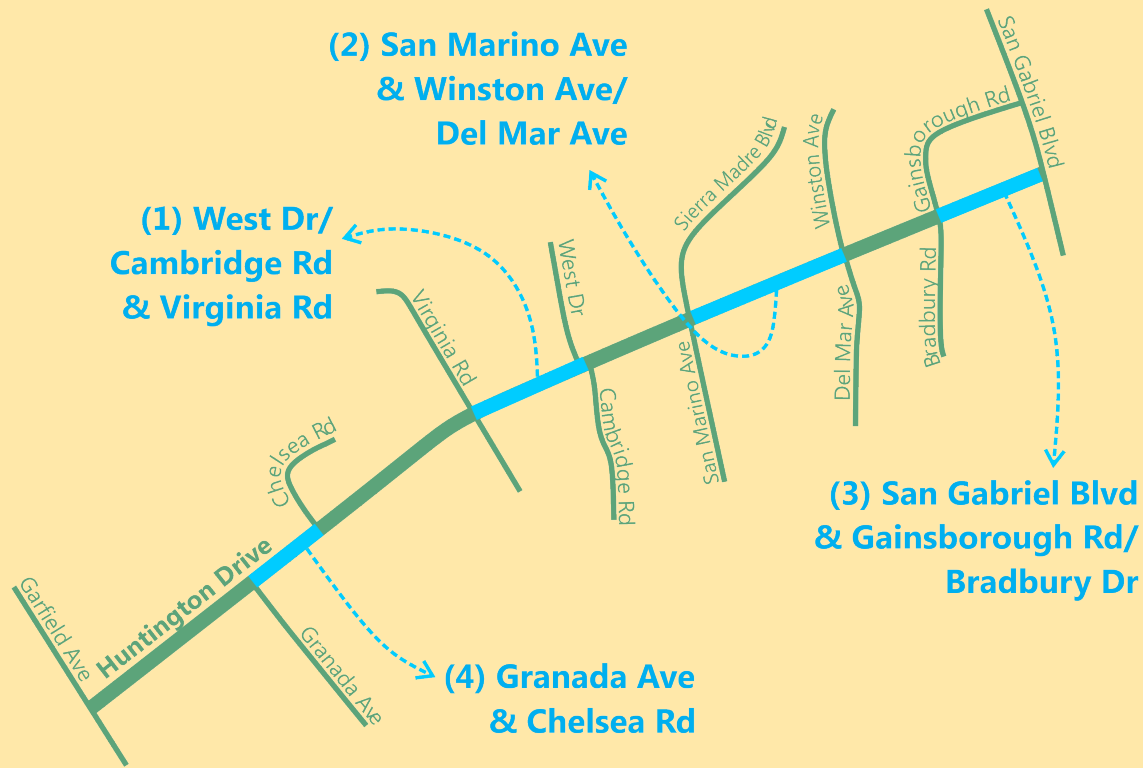 (2) San Marino Ave
& Winston Ave/
Del Mar Ave
(1) West Dr/
Cambridge Rd
& Virginia Rd
(3) San Gabriel Blvd
& Gainsborough Rd/
Bradbury Dr
(4) Granada Ave
& Chelsea Rd
San Gabriel Blvd
Gainsborough Rd
Winston Ave
Sierra Madre Blvd
West Dr
Virginia Rd
Bradbury Rd
Del Mar Ave
San Marino Ave
Cambridge Rd
Chelsea Rd
Huntington Drive
Garfield Ave
Granada Ave